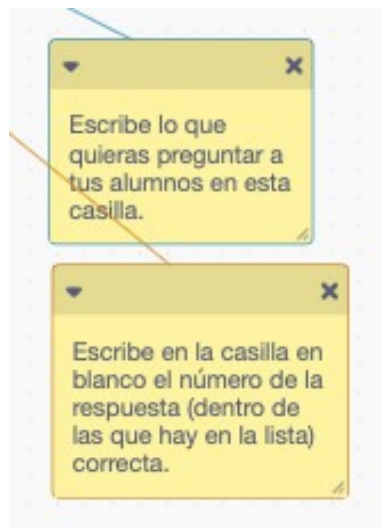 Escribe lo que
quieras preguntar a
tus alumnos en esta
casilla.
Escribe en la casilla en
blanco el número de la
respuesta (dentro de
las que hay en la lista)
correcta.